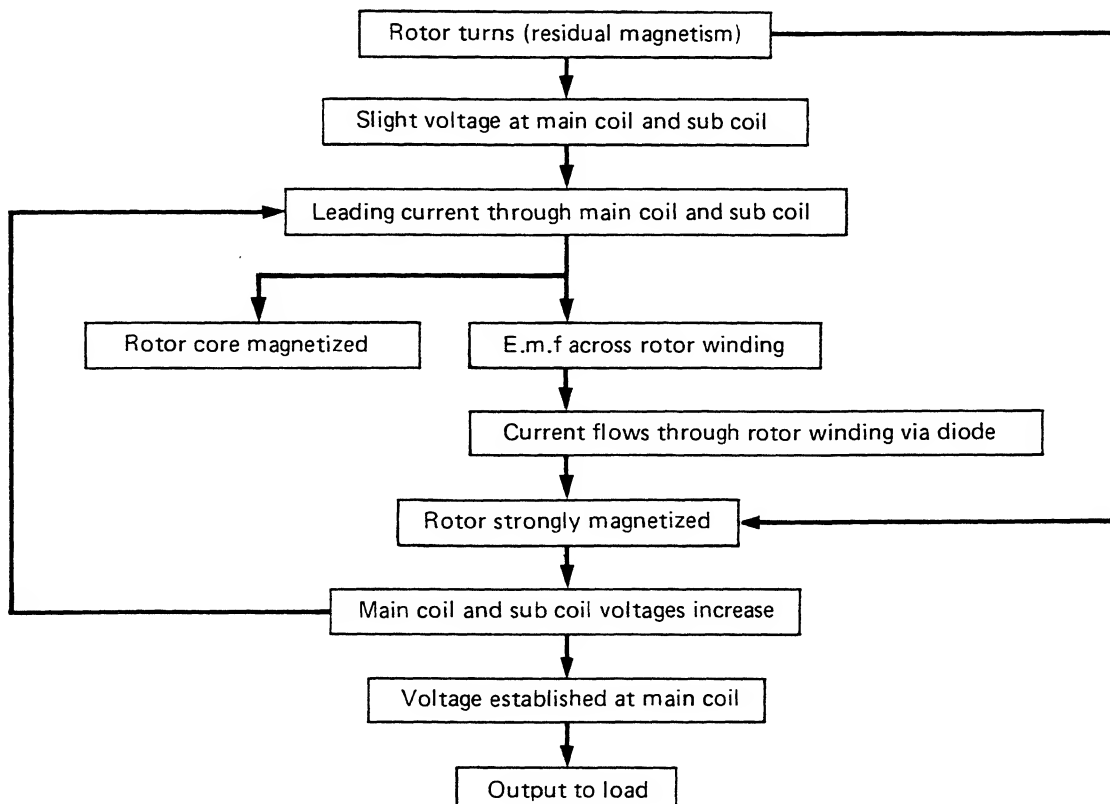 Rotor turns (residual magnetism)
Slight voltage at main coil and sub coil
Leading current through main coil and sub coil
Rotor core magnetized
E.m.f across rotor winding
Current flows through rotor winding via diode
Rotor strongly magnetized
Main coil and sub coil voltages increase
Voltage established at main coil
Output to load